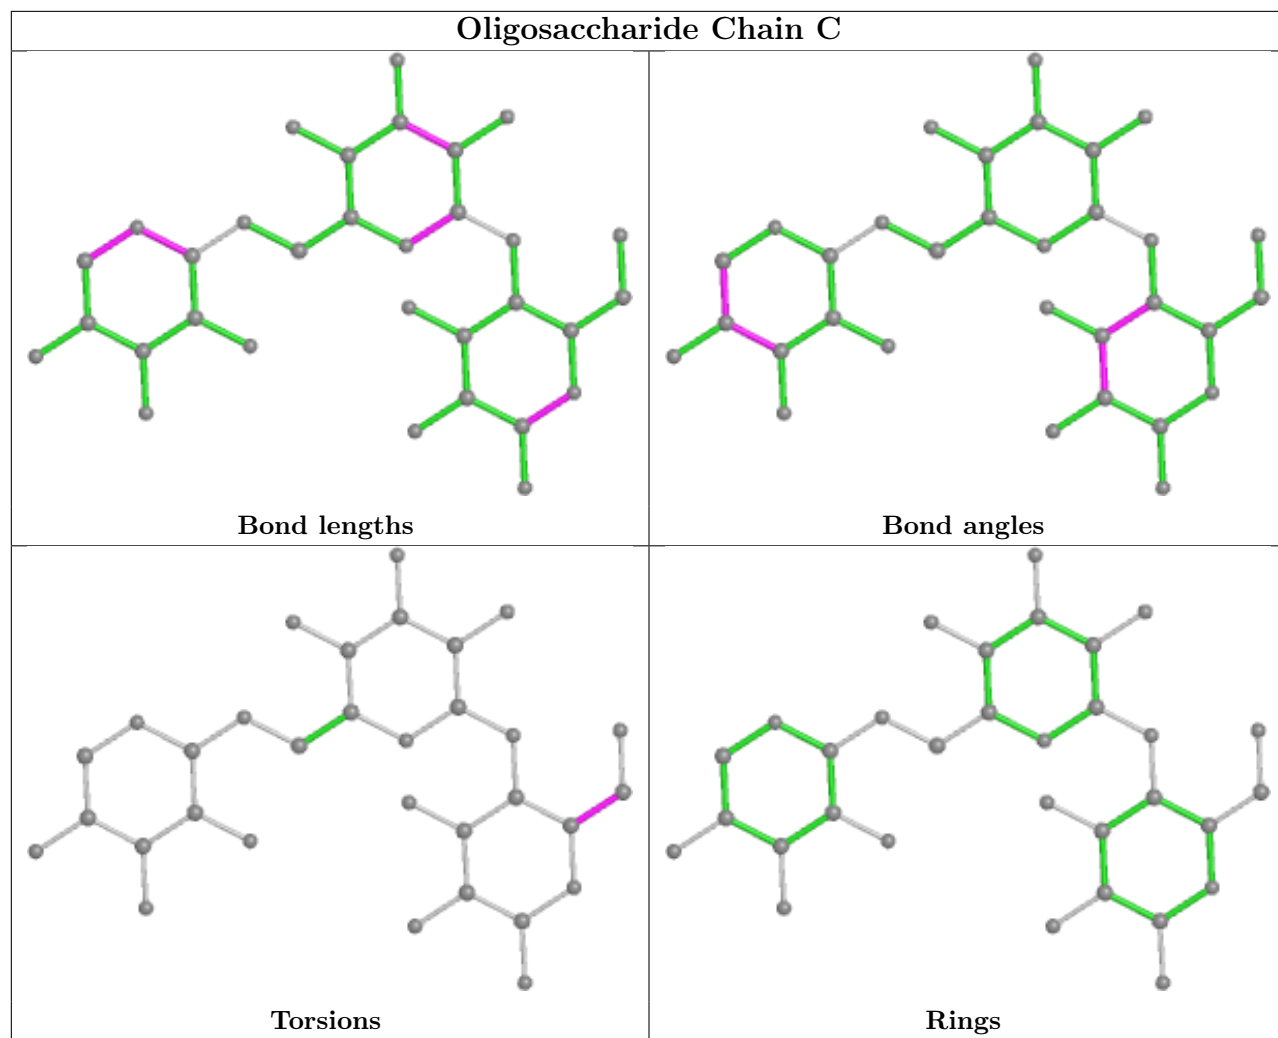 Oligosaccharide Chain C
Bond lengths
Bond angles
Torsions
Rings